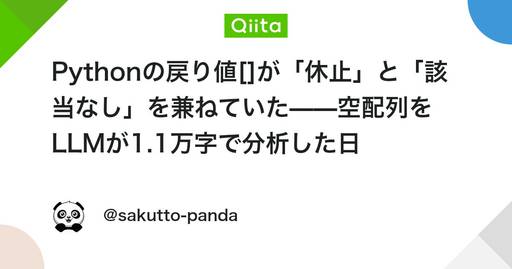 Qiita
Pythonの戻り値[]が「休止」と「該
当なし」を兼ねていた——空配列を
LLMが1.1万字で分析した日
@sakutto-panda